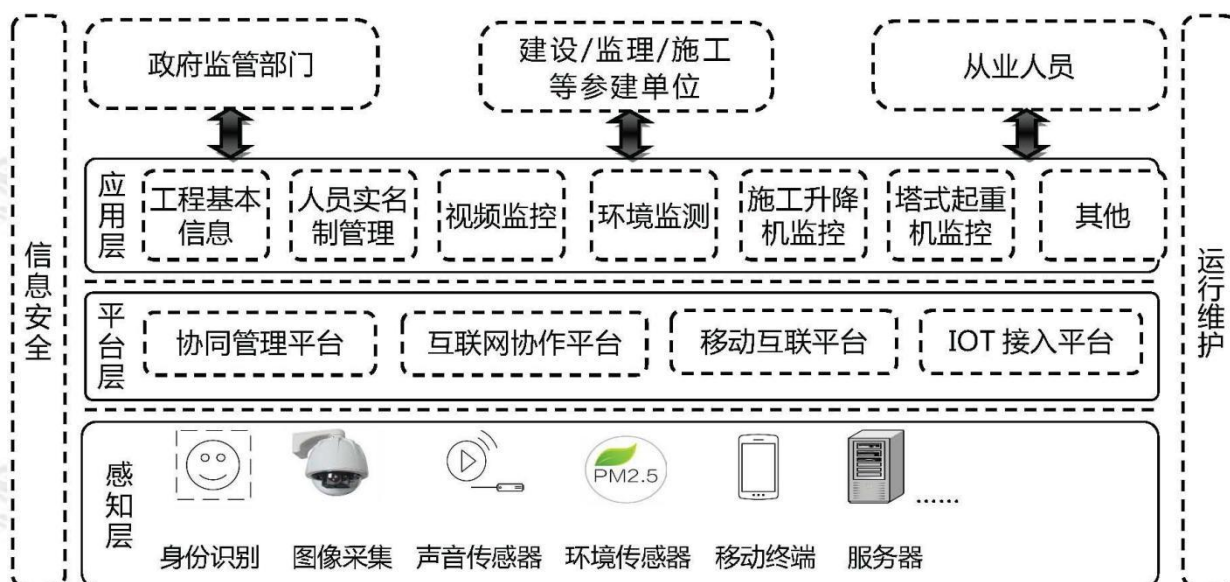 政府监管部门
建设/监理/施工
等参建单位
从业人员
信息安全
应用层
工程基本
信息
人员实名
制管理
视频监控
环境监测
施工升降
机监控
塔式起重
机监控
其他
平台层
协同管理平台
互联网协作平台
移动互联平台
IOT 接入平台
感知层
PM2.5
......
身份识别
图像采集
声音传感器
环境传感器
移动终端
服务器
运行维护